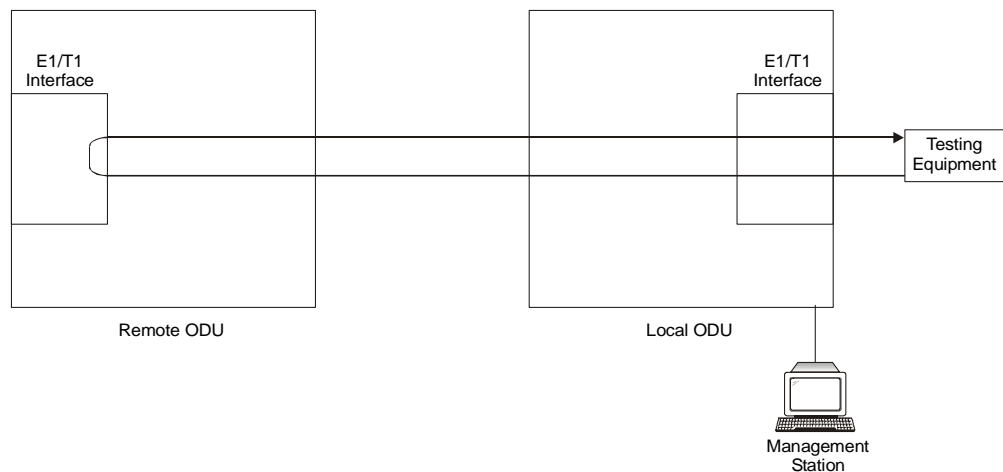 E1/T1
Interface
E1/T1
Interface
Testing
Equipment
Remote ODU
Local ODU
Management
Station